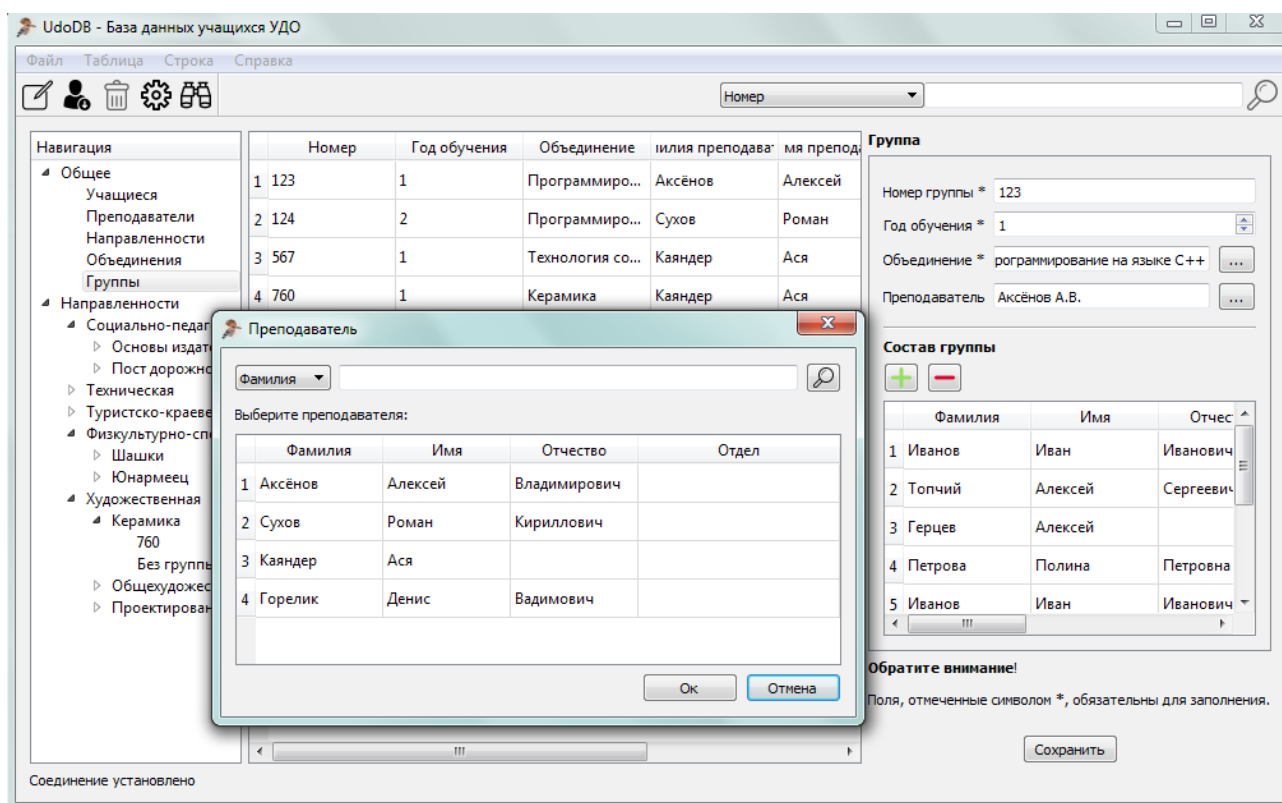 UdoDB - База данных учащихся УДО
Файл Таблица Строка Справка
Номер
Навигация
Общее
Учащиеся
Преподаватели
Направленности
Объединения
Группы
Направленности
Социально-педаг
Основы издат
Пост дорожно
Техническая
Туристско-краеве
Физкультурно-сп
Шашки
Юнармеец
Художественная
Керамика
760
Без группы
Общехудожес
Проектирован
Номер Год обучения Объединение илия преподава мя препода
1 123 1 Программиро... Аксёнов Алексей
2 124 2 Программиро... Сухов Роман
3 567 1 Технология со... Каяндер Ася
4 760 1 Керамика Каяндер Ася
Преподаватель
Фамилия
Выберите преподавателя:
Фамилия Имя Отчество Отдел
1 Аксёнов Алексей Владимирович
2 Сухов Роман Кириллович
3 Каяндер Ася
4 Горелик Денис Вадимович
Ок Отмена
Группа
Номер группы * 123
Год обучения * 1
Объединение * рограммирование на языке C++ ...
Преподаватель Аксёнов А.В. ...
Состав группы
Фамилия Имя Отчес
1 Иванов Иван Иванович
2 Топчий Алексей Сергеевич
3 Герцев Алексей
4 Петрова Полина Петровна
5 Иванов Иван Иванович
Обратите внимание!
Поля, отмеченные символом *, обязательны для заполнения.
Сохранить
Соединение установлено